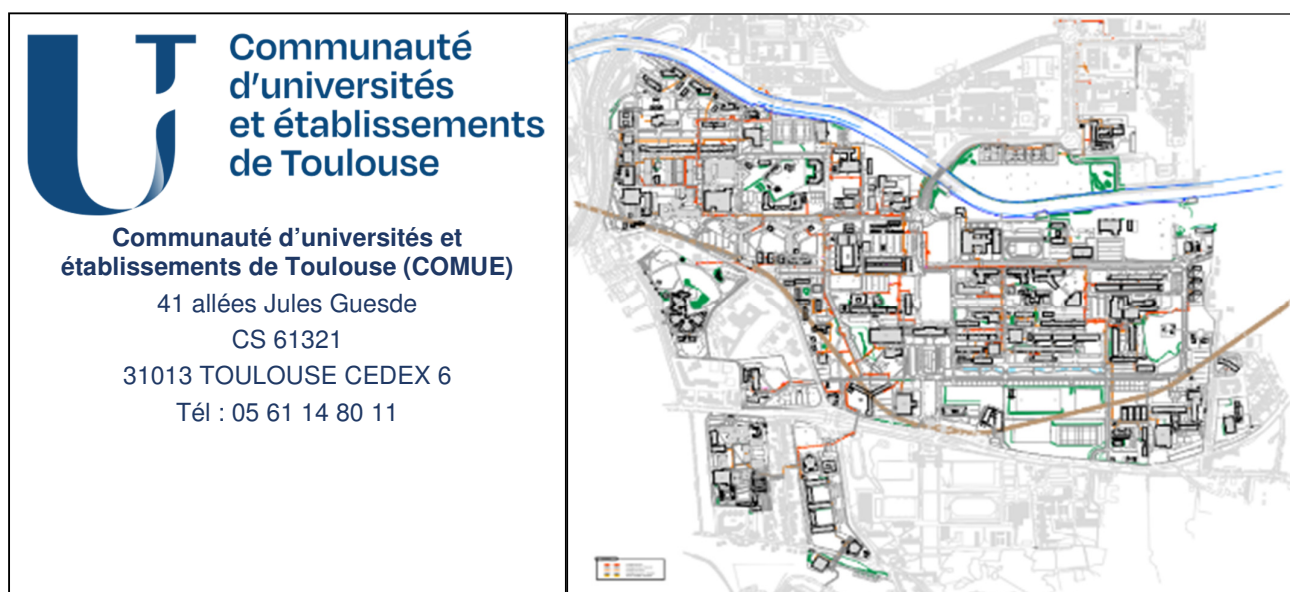 Communauté
d'universités
et établissements
de Toulouse
Communauté d'universités et
établissements de Toulouse (COMUE)
41 allées Jules Guesde
CS 61321
31013 TOULOUSE CEDEX 6
Tél : 05 61 14 80 11